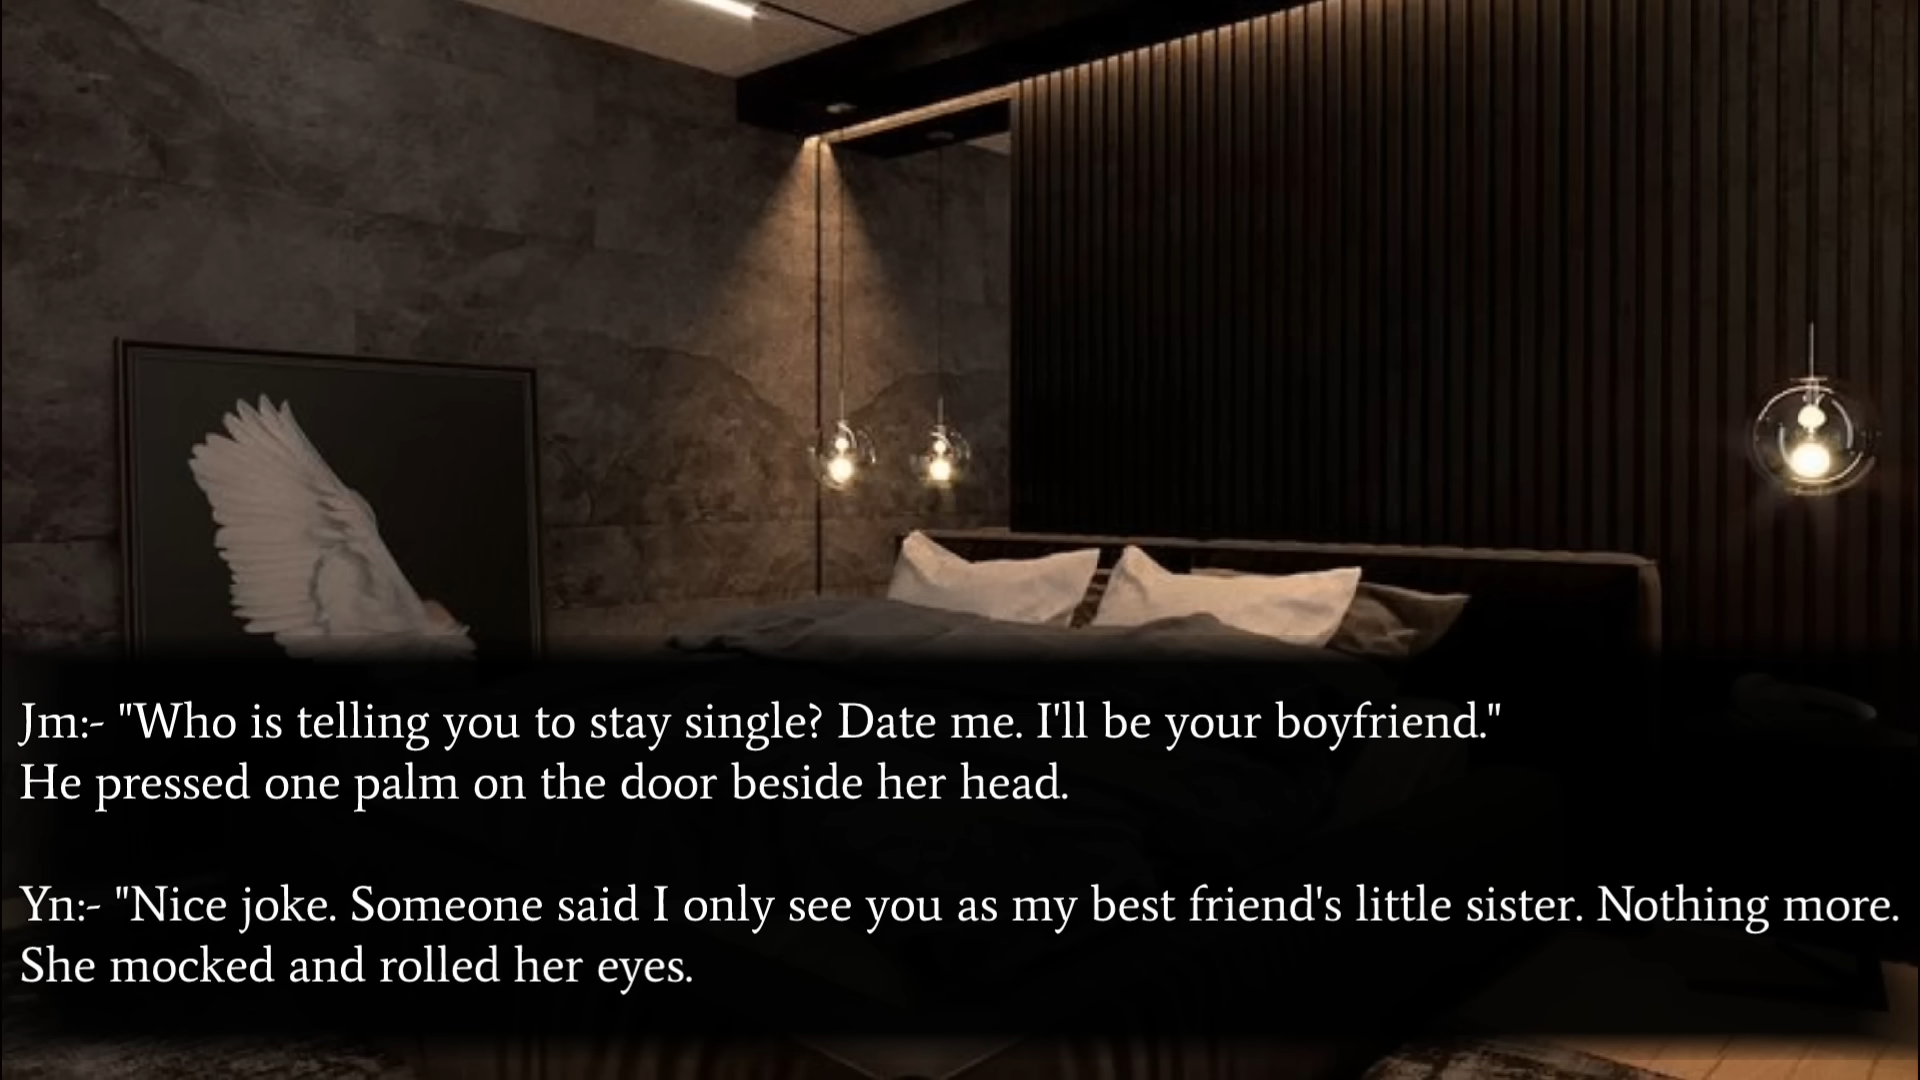 Jm:- "Who is telling you to stay single? Date me. I'll be your boyfriend."
He pressed one palm on the door beside her head.
Yn:- "Nice joke. Someone said I only see you as my best friend's little sister. Nothing more.
She mocked and rolled her eyes.